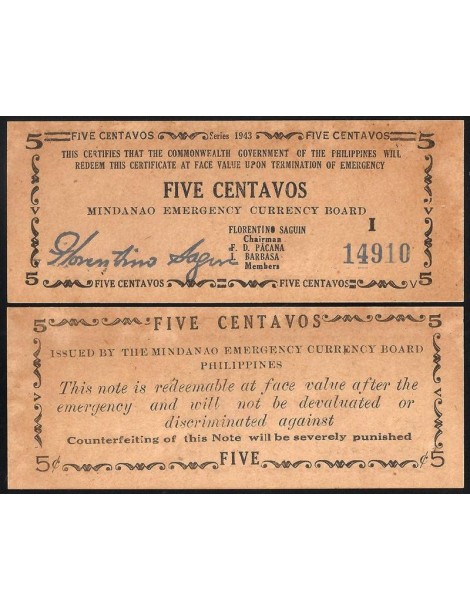 5 FIVE CENTAVOS Series 1943 FIVE CENTAVOS 5
THIS CERTIFIES THAT THE COMMONWEALTH GOVERNMENT OF THE PHILIPPINES WILL
REDEEM THIS CERTIFICATE AT FACE VALUE UPON TERMINATION OF EMERGENCY
FIVE CENTAVOS
MINDANAO EMERGENCY CURRENCY BOARD
FLORENTINO SAGUIN
Chairman
F. D. PACANA
I. BARBASA
Members
I
14910
Florentino Saguin
5 FIVE CENTAVOS FIVE CENTAVOS 5
5 FIVE CENTAVOS 5
ISSUED BY THE MINDANAO EMERGENCY CURRENCY BOARD
PHILIPPINES
This note is redeemable at face value after the
emergency and will not be devaluated or
discriminated against
Counterfeiting of this Note will be severely punished
5¢ FIVE ¢5